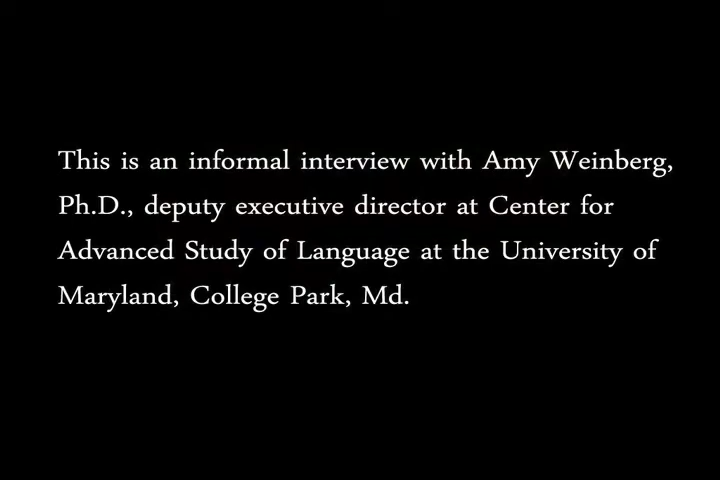 This is an informal interview with Amy Weinberg,
Ph.D., deputy executive director at Center for
Advanced Study of Language at the University of
Maryland, College Park, Md.